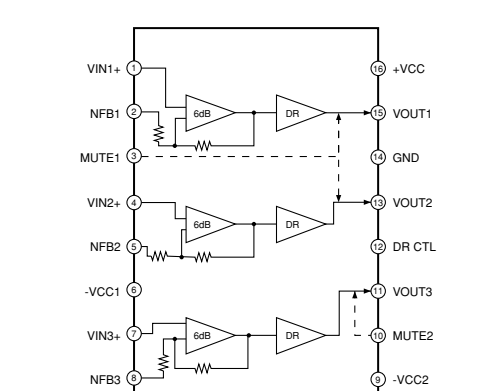 VIN1+ 1 16 +VCC
NFB1 2 6dB DR 15 VOUT1
MUTE1 3 14 GND
VIN2+ 4 13 VOUT2
6dB DR
NFB2 5 12 DR CTL
-VCC1 6 11 VOUT3
VIN3+ 7 6dB DR 10 MUTE2
NFB3 8 9 -VCC2